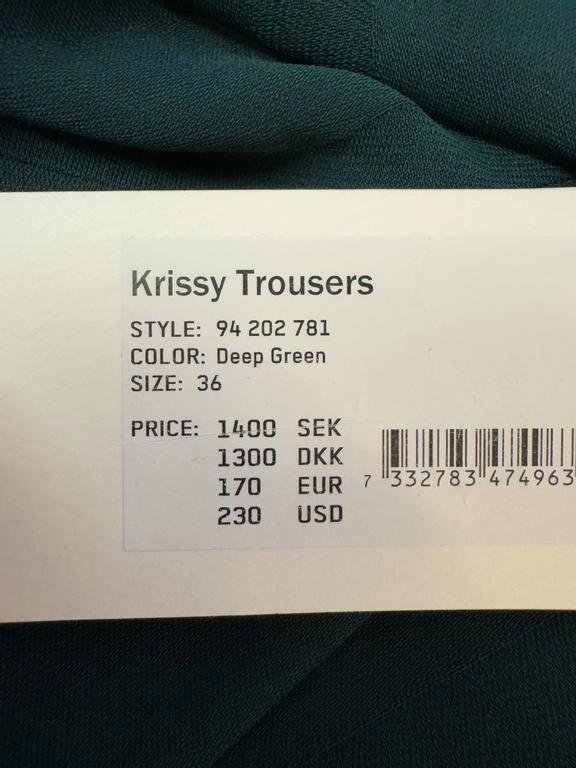 Krissy Trousers
STYLE: 94 202 781
COLOR: Deep Green
SIZE: 36
PRICE: 1400 SEK
1300 DKK
170 EUR
230 USD
7 332783 474963